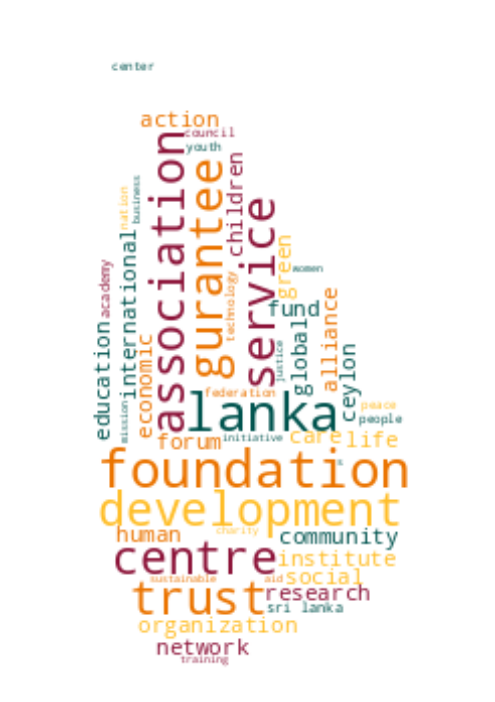 center
action
council
youth
association
gurantee
children
service
nation
business
international
academy
education
mission
economic
technology
green
women
fund
justice
global
alliance
ceylon
federation
lanka
peace
people
forum
initiative
care
life
foundation
s
development
human
charity
community
centre
institute
sustainable
aid
social
trust
research
sri lanka
organization
network
training